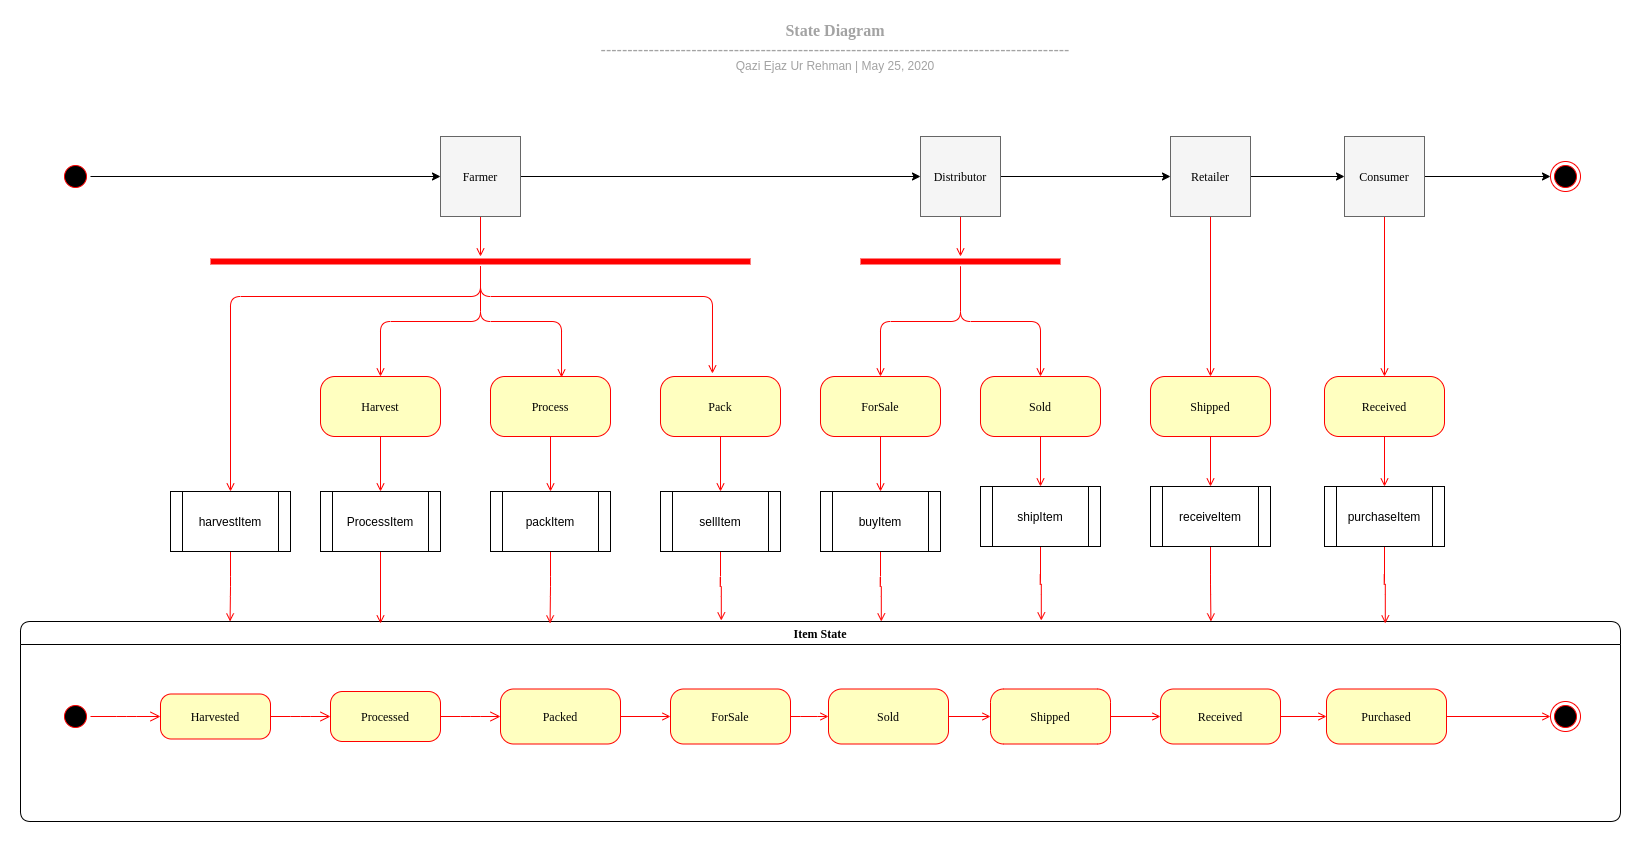 State Diagram
Qazi Ejaz Ur Rehman | May 25, 2020
Farmer
Distributor
Retailer
Consumer
Harvest
Process
Pack
ForSale
Sold
Shipped
Received
harvestItem
ProcessItem
packItem
sellItem
buyItem
shipItem
receiveItem
purchaseItem
Item State
Harvested
Processed
Packed
ForSale
Sold
Shipped
Received
Purchased